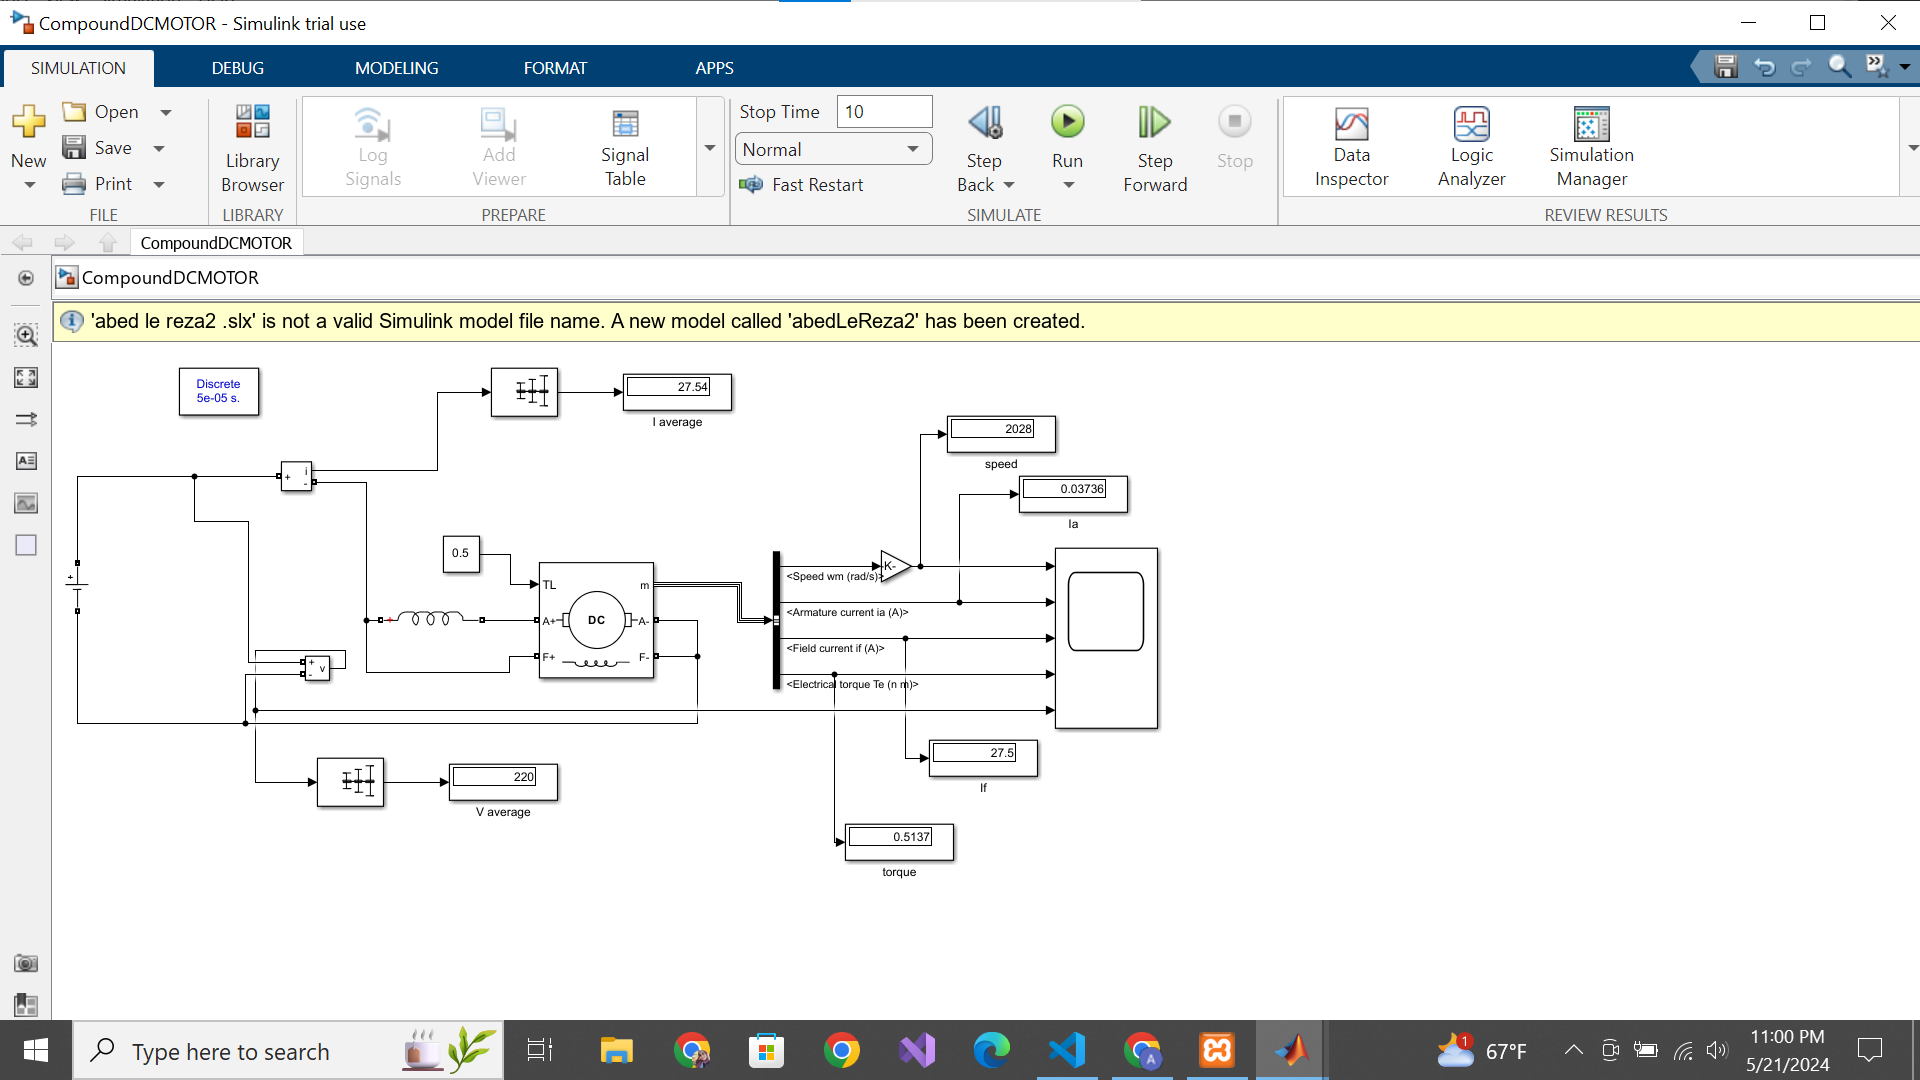 CompoundDCMOTOR - Simulink trial use
SIMULATION
DEBUG
MODELING
FORMAT
APPS
New
Open
Save
Print
FILE
Library
Browser
LIBRARY
Log
Signals
Add
Viewer
Signal
Table
PREPARE
Stop Time
10
Normal
Fast Restart
Step
Back
Run
Step
Forward
Stop
SIMULATE
Data
Inspector
Logic
Analyzer
Simulation
Manager
REVIEW RESULTS
CompoundDCMOTOR
CompoundDCMOTOR
'abed le reza2 .slx' is not a valid Simulink model file name. A new model called 'abedLeReza2' has been created.
Discrete
5e-05 s.
27.54
I average
2028
speed
0.03736
Ia
+
i
-
0.5
TL
m
A+
DC
A-
F+
F-
+
v
-
+
+
K-
<Speed wm (rad/s)>
<Armature current ia (A)>
<Field current if (A)>
<Electrical torque Te (n m)>
220
V average
27.5
If
0.5137
torque
Type here to search
A
1
67°F
11:00 PM
5/21/2024